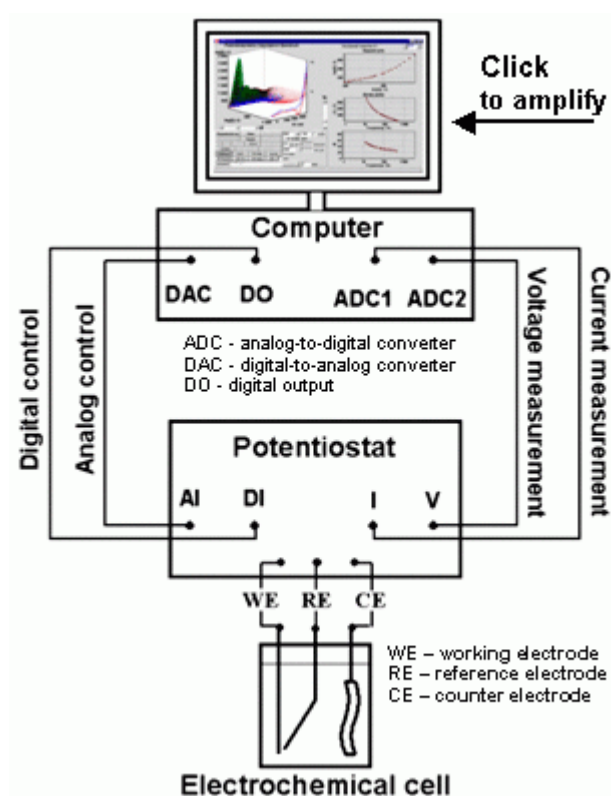 Click
to amplify
Computer
DAC DO ADC1 ADC2
ADC - analog-to-digital converter
DAC - digital-to-analog converter
DO - digital output
Digital control
Analog control
Voltage measurement
Current measurement
Potentiostat
AI DI I V
WE RE CE
WE – working electrode
RE – reference electrode
CE – counter electrode
Electrochemical cell